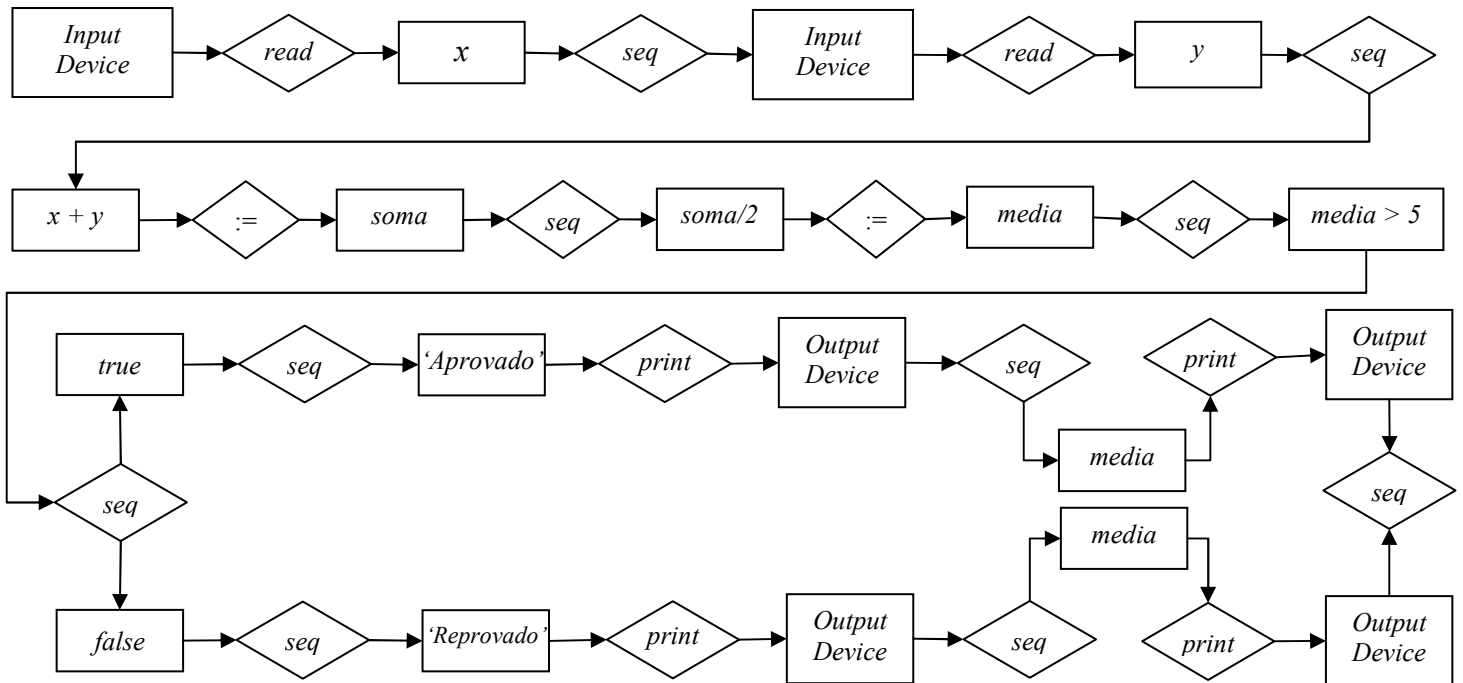 Input
Device
read
x
seq
Input
Device
read
y
seq
x + y
:=
soma
seq
soma/2
:=
media
seq
media > 5
true
seq
‘Aprovado’
print
Output
Device
seq
media
print
Output
Device
seq
seq
false
seq
‘Reprovado’
print
Output
Device
seq
media
print
Output
Device